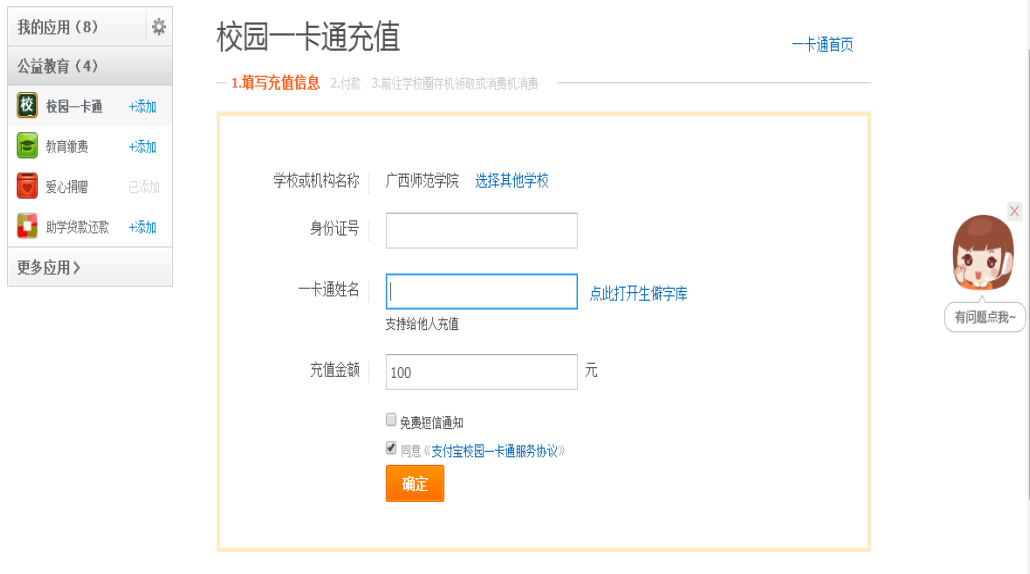 我的应用（8）
公益教育（4）
校 校园一卡通 +添加
教育缴费 +添加
爱心捐赠 已添加
助学贷款还款 +添加
更多应用 >
校园一卡通充值
一卡通首页
1.填写充值信息 2.付款 3.前往学校圈存机领取或消费机消费
学校或机构名称 广西师范学院 选择其他学校
身份证号
一卡通姓名 点此打开生僻字库
支持给他人充值
充值金额 100 元
免费短信通知
同意《支付宝校园一卡通服务协议》
确定
X
有问题点我~